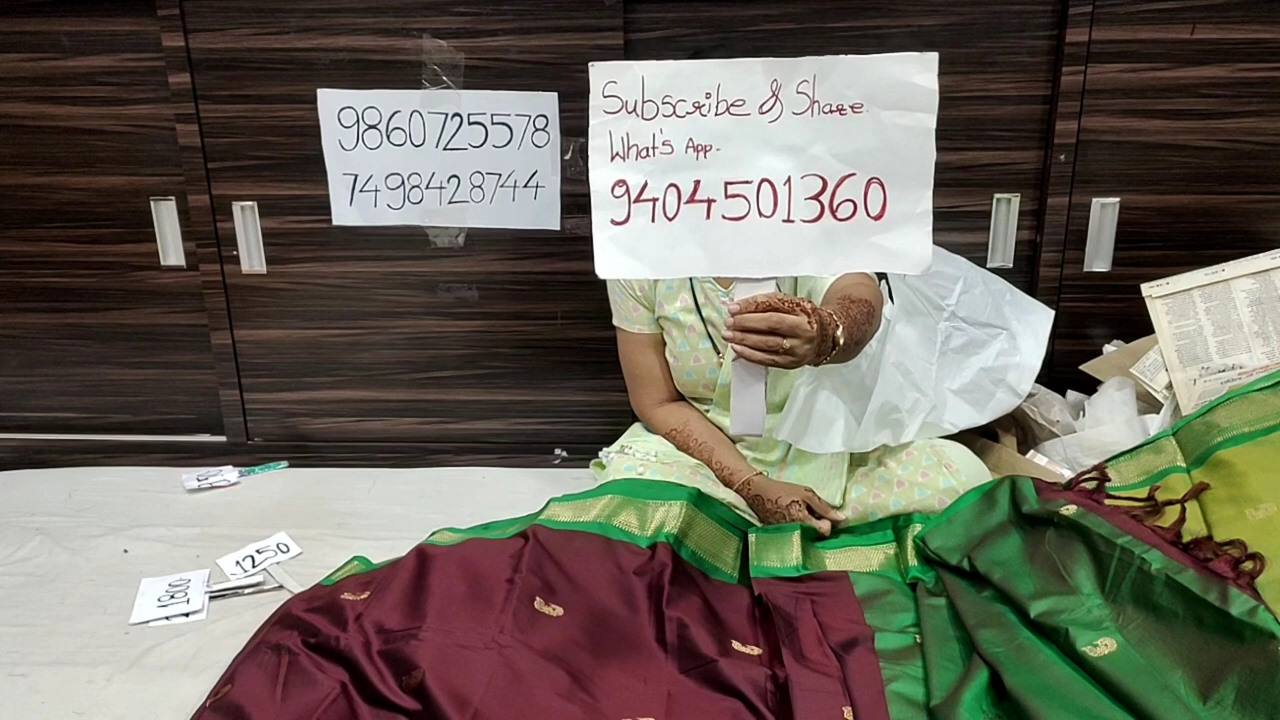 9860725578
7498428744
Subscribe & Share.
What's App.-
9404501360
1250
1800